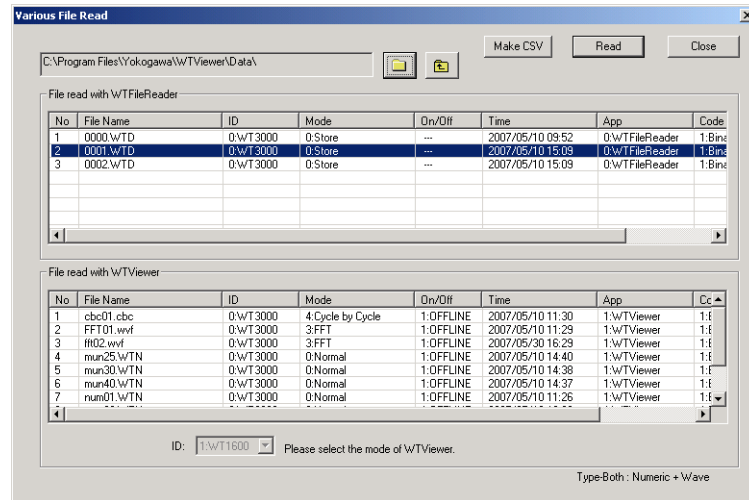 Various File Read
Make CSV Read Close
C:\Program Files\Yokogawa\WTViewer\Data\
File read with WTFileReader
No File Name ID Mode On/Off Time App Code
1 0000.WTD 0:WT3000 0:Store --- 2007/05/10 09:52 0:WTFileReader 1:Bina
2 0001.WTD 0:WT3000 0:Store --- 2007/05/10 15:09 0:WTFileReader 1:Bina
3 0002.WTD 0:WT3000 0:Store --- 2007/05/10 15:09 0:WTFileReader 1:Bina
File read with WTViewer
No File Name ID Mode On/Off Time App Cc
1 cbc01.cbc 0:WT3000 4:Cycle by Cycle 1:OFFLINE 2007/05/10 11:30 1:WTViewer
2 FFT01.wvf 0:WT3000 3:FFT 1:OFFLINE 2007/05/10 11:29 1:WTViewer
3 fft02.wvf 0:WT3000 3:FFT 1:OFFLINE 2007/05/30 16:29 1:WTViewer
4 mun25.WTN 0:WT3000 0:Normal 1:OFFLINE 2007/05/10 14:40 1:WTViewer
5 mun30.WTN 0:WT3000 0:Normal 1:OFFLINE 2007/05/10 14:38 1:WTViewer
6 mun40.WTN 0:WT3000 0:Normal 1:OFFLINE 2007/05/10 14:37 1:WTViewer
7 num01.WTN 0:WT3000 0:Normal 1:OFFLINE 2007/05/10 11:26 1:WTViewer
ID: 1:WT1600 Please select the mode of WTViewer.
Type-Both : Numeric + Wave